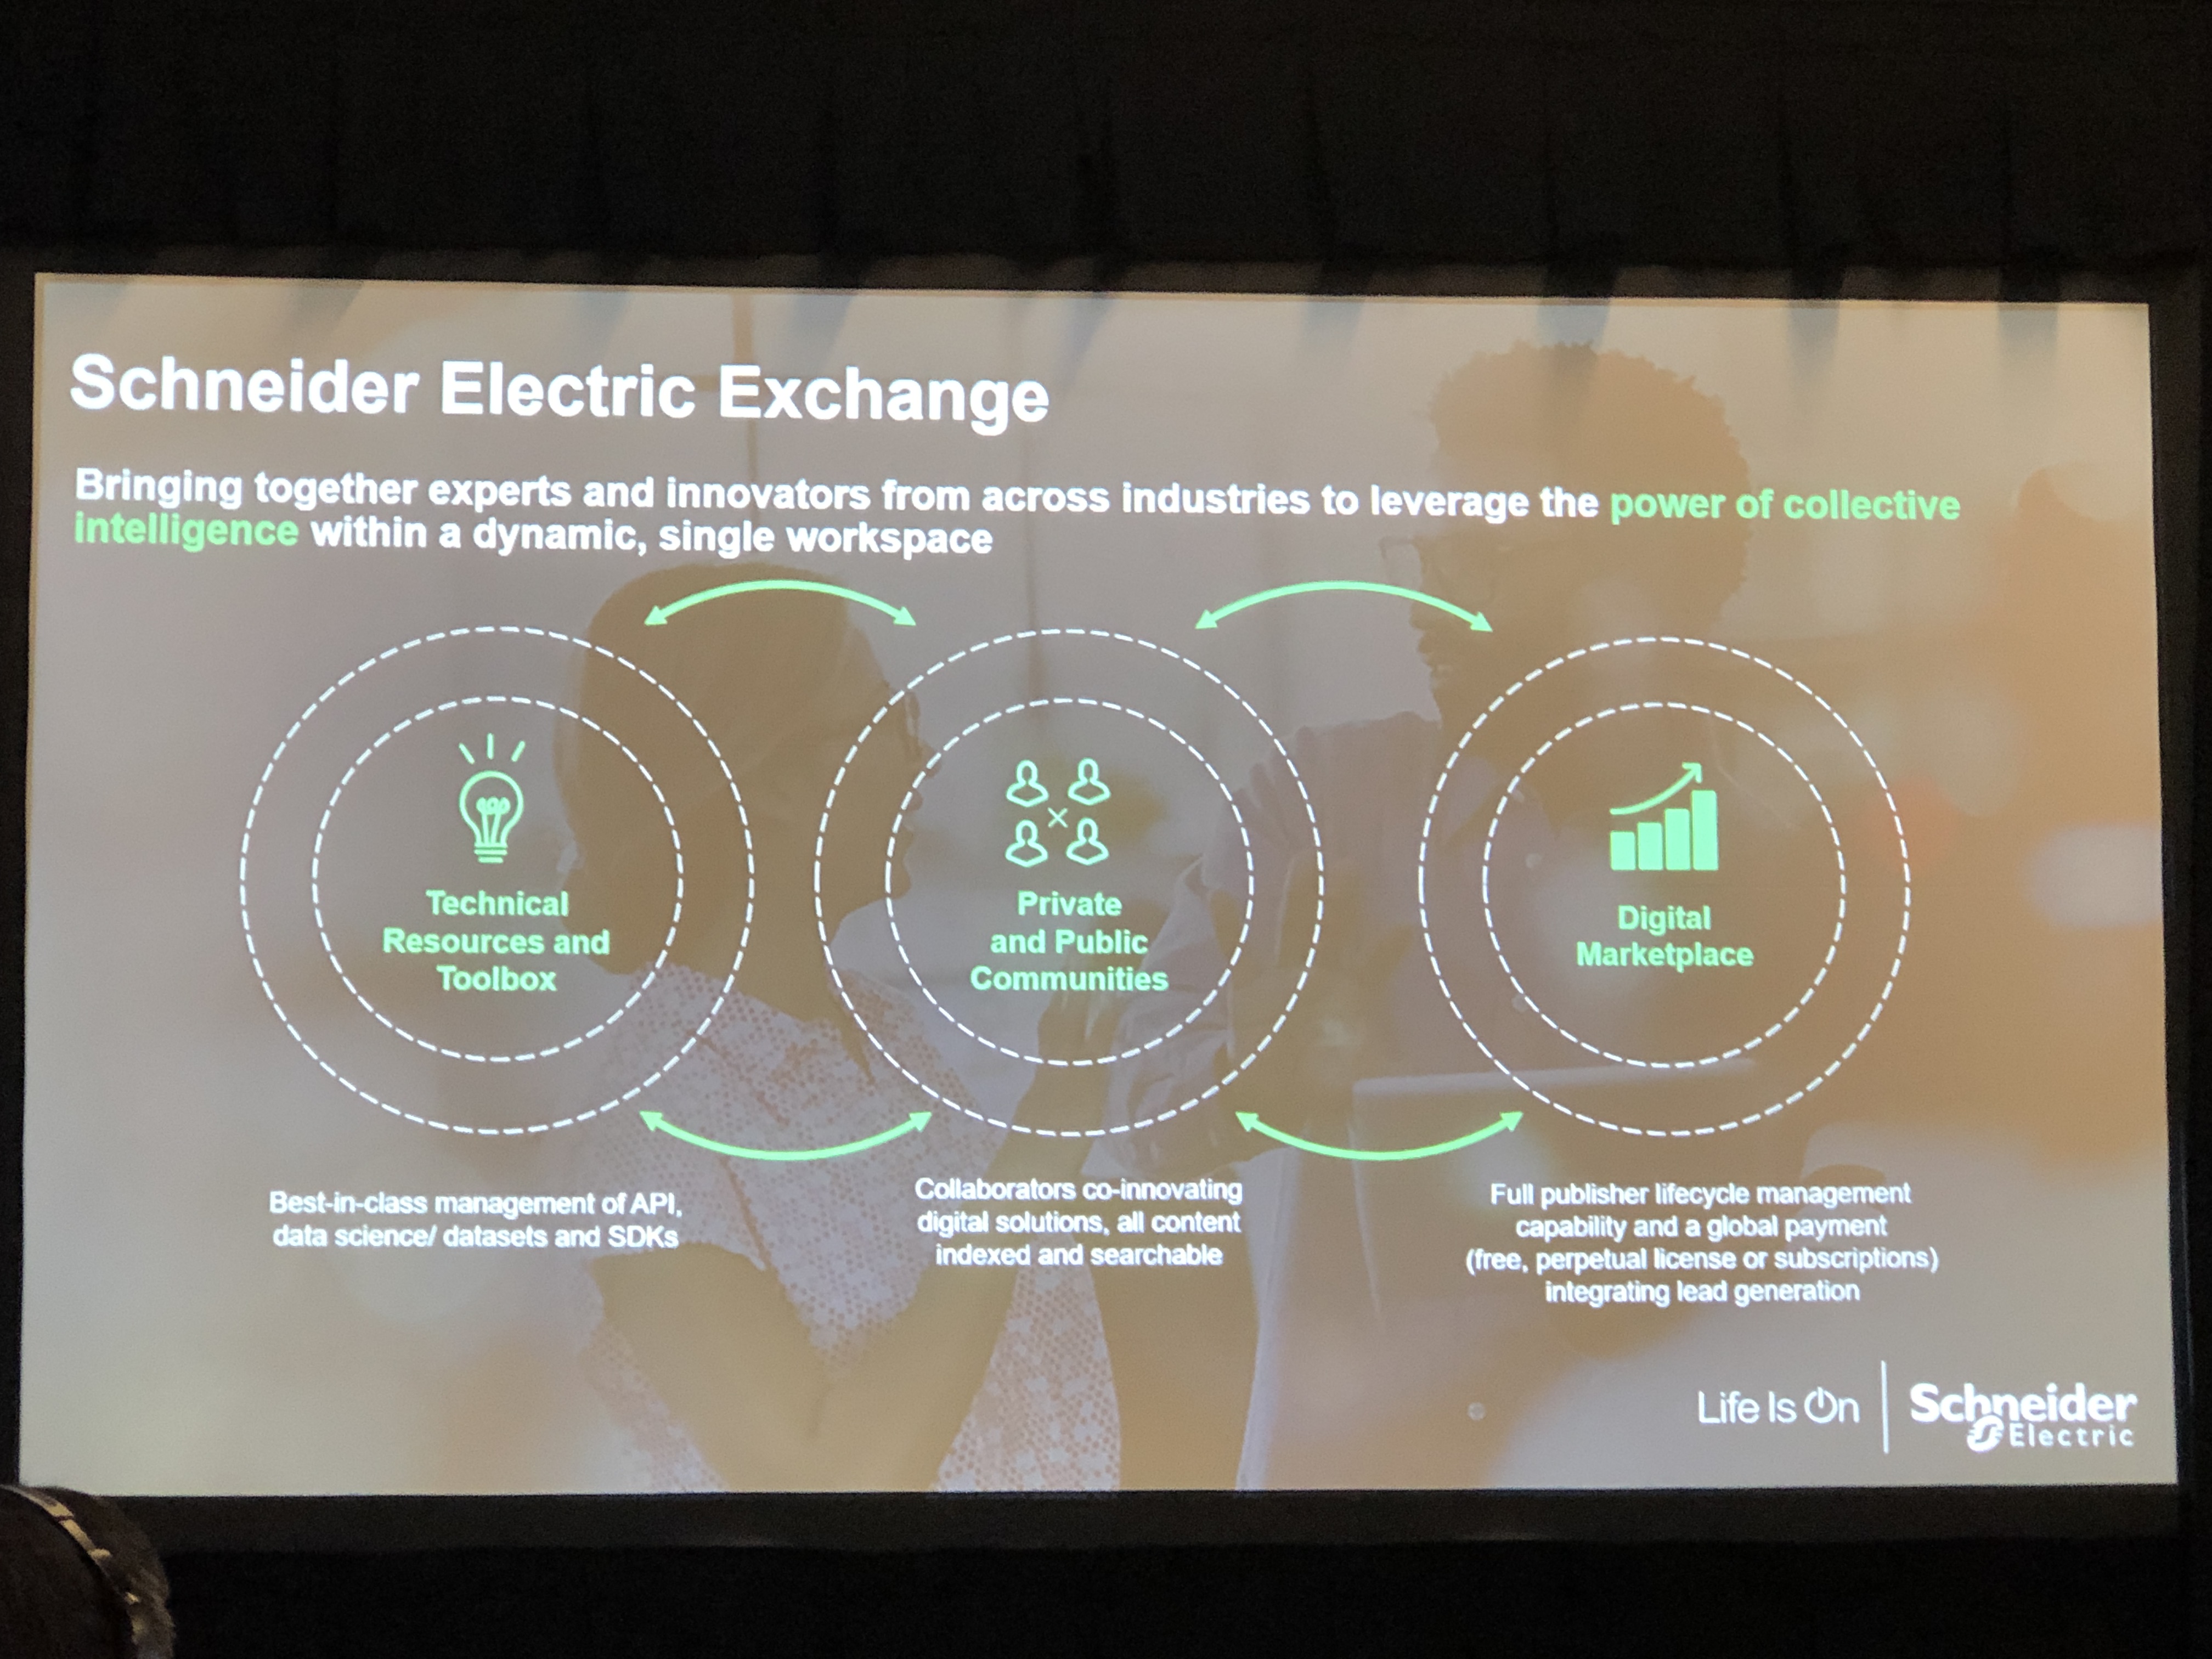 Schneider Electric Exchange
Bringing together experts and innovators from across industries to leverage the power of collective
intelligence within a dynamic, single workspace
Technical
Resources and
Toolbox
Private
and Public
Communities
Digital
Marketplace
Best-in-class management of API,
data science/ datasets and SDKs
Collaborators co-innovating
digital solutions, all content
indexed and searchable
Full publisher lifecycle management
capability and a global payment
(free, perpetual license or subscriptions)
integrating lead generation
Life Is On
Schneider
Electric